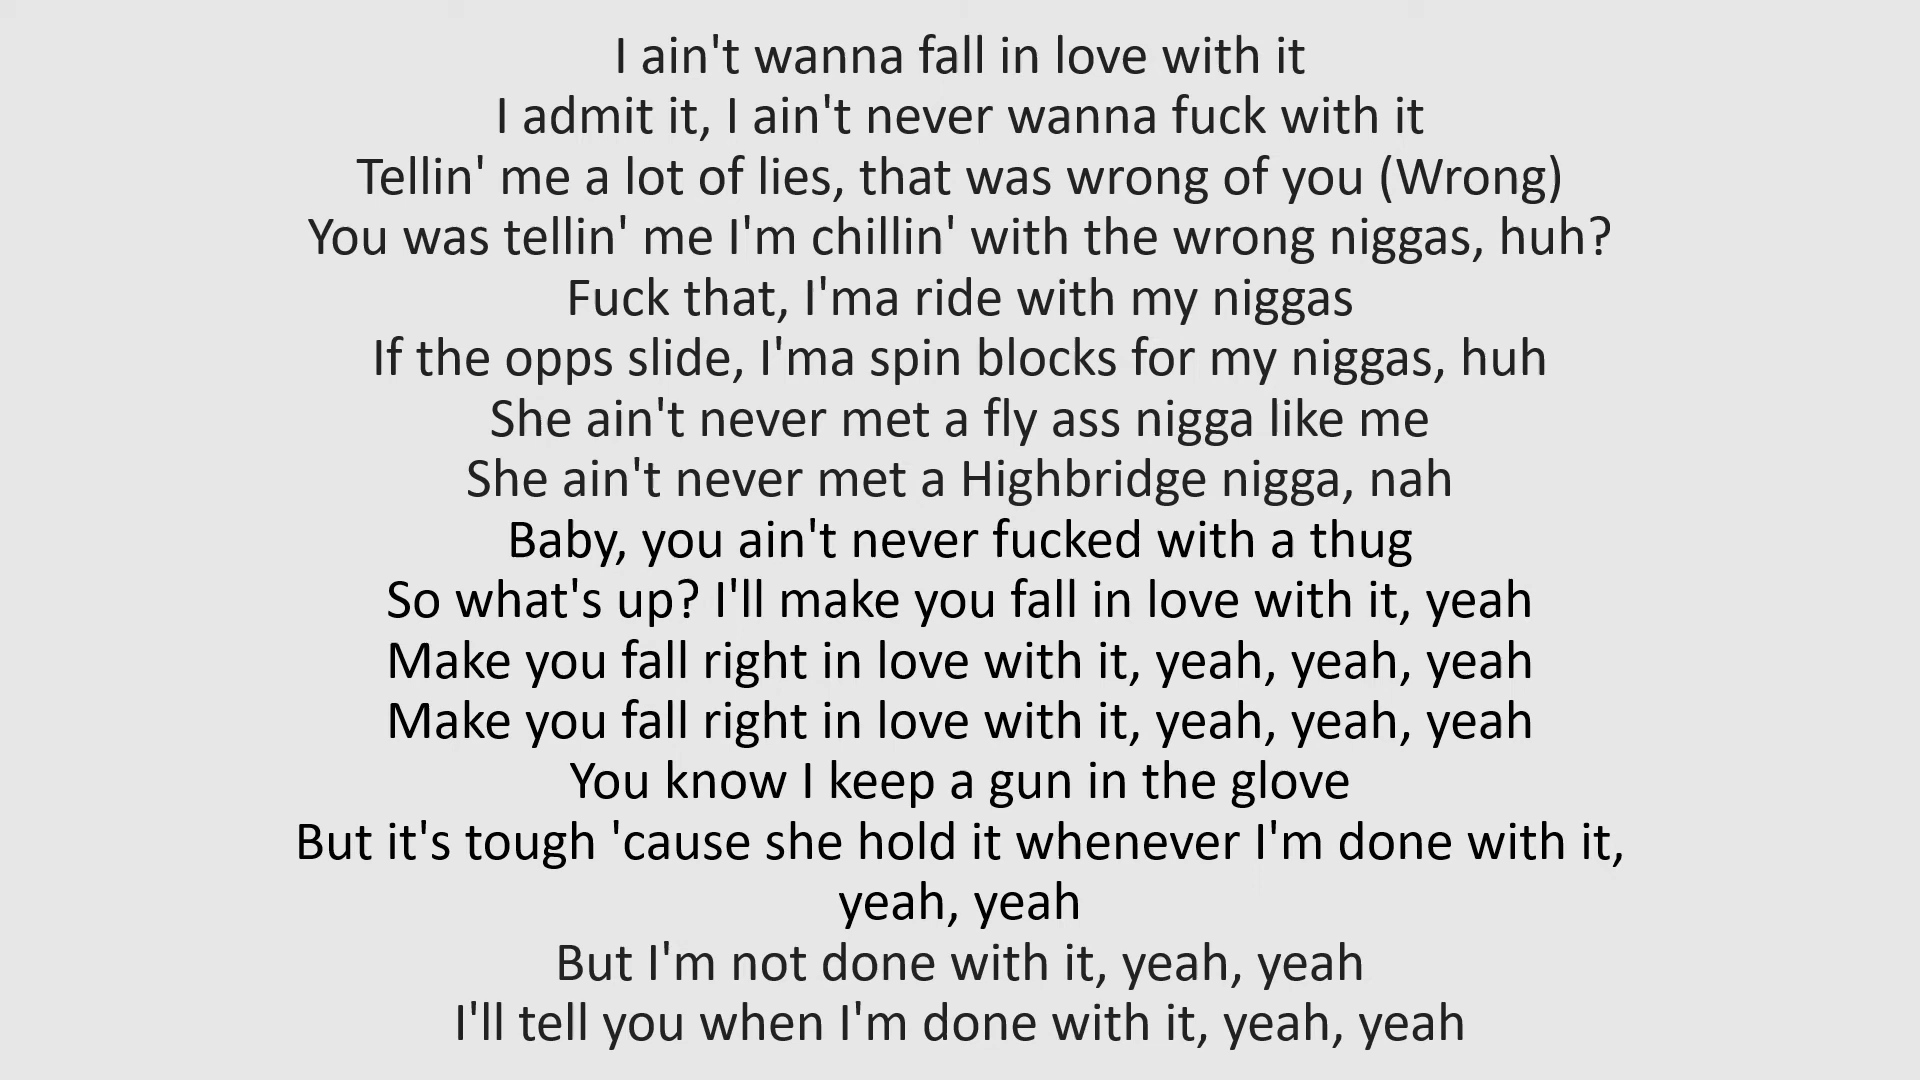 I ain't wanna fall in love with it
I admit it, I ain't never wanna fuck with it
Tellin' me a lot of lies, that was wrong of you (Wrong)
You was tellin' me I'm chillin' with the wrong niggas, huh?
Fuck that, I'ma ride with my niggas
If the opps slide, I'ma spin blocks for my niggas, huh
She ain't never met a fly ass nigga like me
She ain't never met a Highbridge nigga, nah
Baby, you ain't never fucked with a thug
So what's up? I'll make you fall in love with it, yeah
Make you fall right in love with it, yeah, yeah, yeah
Make you fall right in love with it, yeah, yeah, yeah
You know I keep a gun in the glove
But it's tough 'cause she hold it whenever I'm done with it,
yeah, yeah
But I'm not done with it, yeah, yeah
I'll tell you when I'm done with it, yeah, yeah